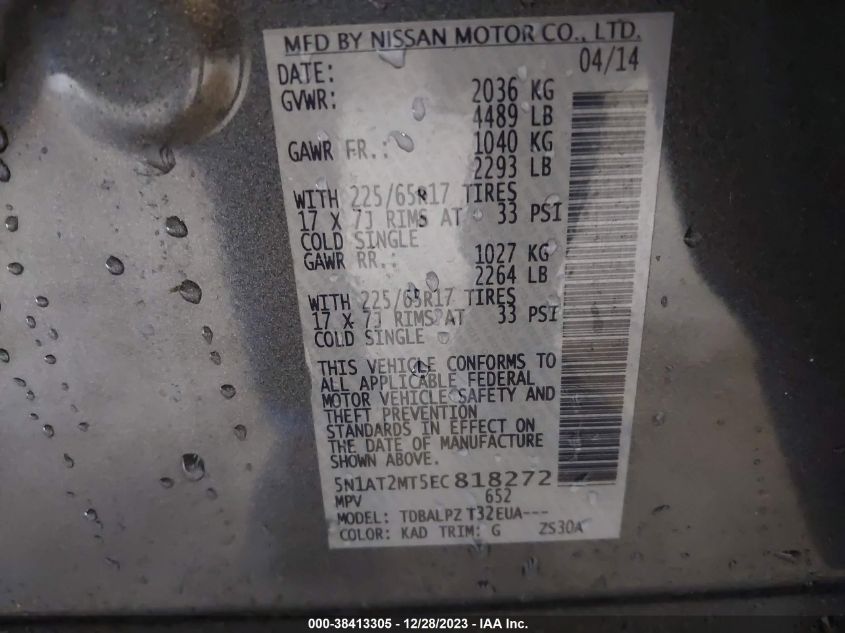 MFD BY NISSAN MOTOR CO., LTD.
DATE: 04/14
GVWR: 2036 KG
4489 LB
GAWR FR.: 1040 KG
2293 LB
WITH 225/65R17 TIRES
17 X 7J RIMS AT 33 PSI
COLD SINGLE
GAWR RR.: 1027 KG
2264 LB
WITH 225/65R17 TIRES
17 X 7J RIMS AT 33 PSI
COLD SINGLE
THIS VEHICLE CONFORMS TO
ALL APPLICABLE FEDERAL
MOTOR VEHICLE SAFETY AND
THEFT PREVENTION
STANDARDS IN EFFECT ON
THE DATE OF MANUFACTURE
SHOWN ABOVE.
5N1AT2MT5EC818272
MPV 652
MODEL: TDBALPZ T32EUA---
COLOR: KAD TRIM: G ZS30A
000-38413305 - 12/28/2023 - IAA Inc.